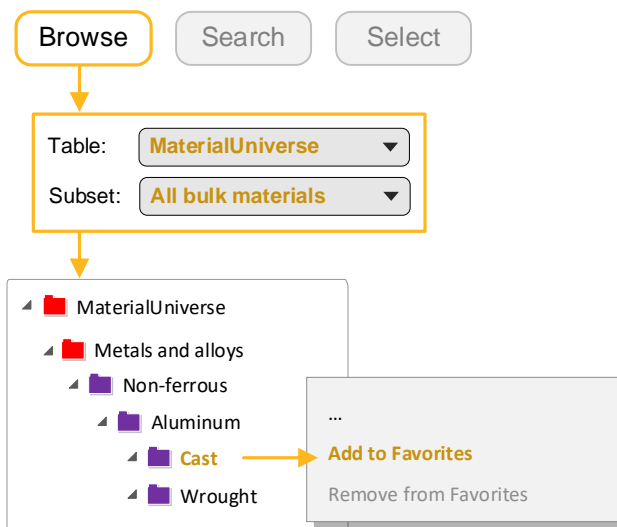 Browse Search Select
Table: MaterialUniverse
Subset: All bulk materials
MaterialUniverse
Metals and alloys
Non-ferrous
Aluminum
Cast
Wrought
...
Add to Favorites
Remove from Favorites